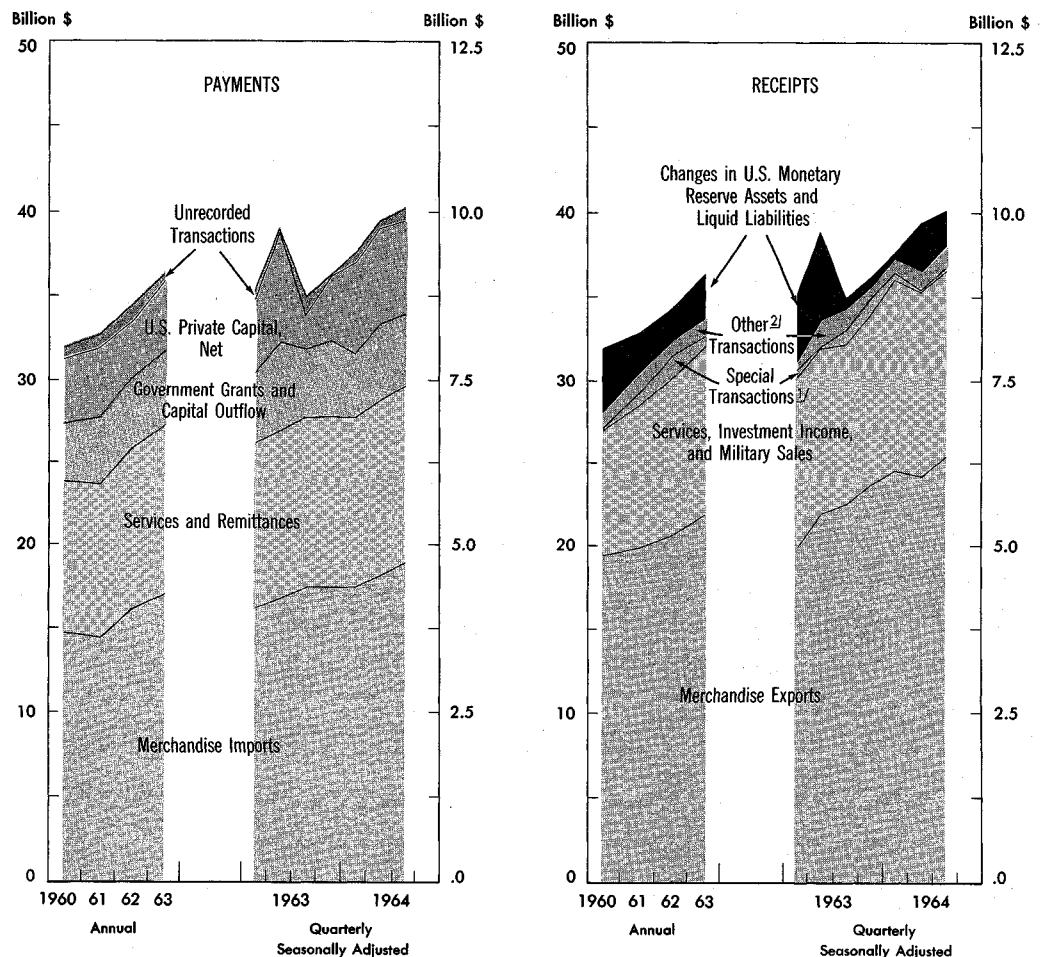 Billion $
Billion $
50
12.5
PAYMENTS
40
10.0
Unrecorded
Transactions
U.S. Private Capital,
Net
30
7.5
Government Grants and
Capital Outflow
Services and Remittances
20
5.0
10
2.5
Merchandise Imports
0
.0
1960 61 62 63
1963 1964
Annual
Quarterly
Seasonally Adjusted
Billion $
Billion $
50
12.5
RECEIPTS
Changes in U.S. Monetary
Reserve Assets and
Liquid Liabilities
40
10.0
Other 2/
Transactions
30
7.5
Special
Transactions 1/
Services, Investment Income,
and Military Sales
20
5.0
Merchandise Exports
10
2.5
0
.0
1960 61 62 63
1963 1964
Annual
Quarterly
Seasonally Adjusted